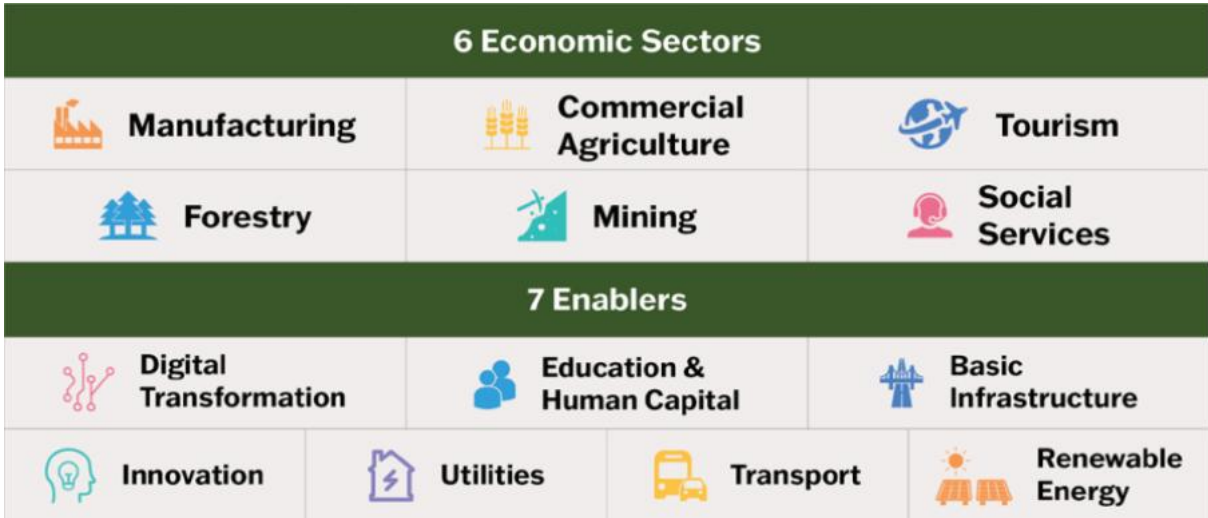 6 Economic Sectors
Manufacturing
Commercial
Agriculture
Tourism
Forestry
Mining
Social
Services
7 Enablers
Digital
Transformation
Education &
Human Capital
Basic
Infrastructure
Innovation
Utilities
Transport
Renewable
Energy